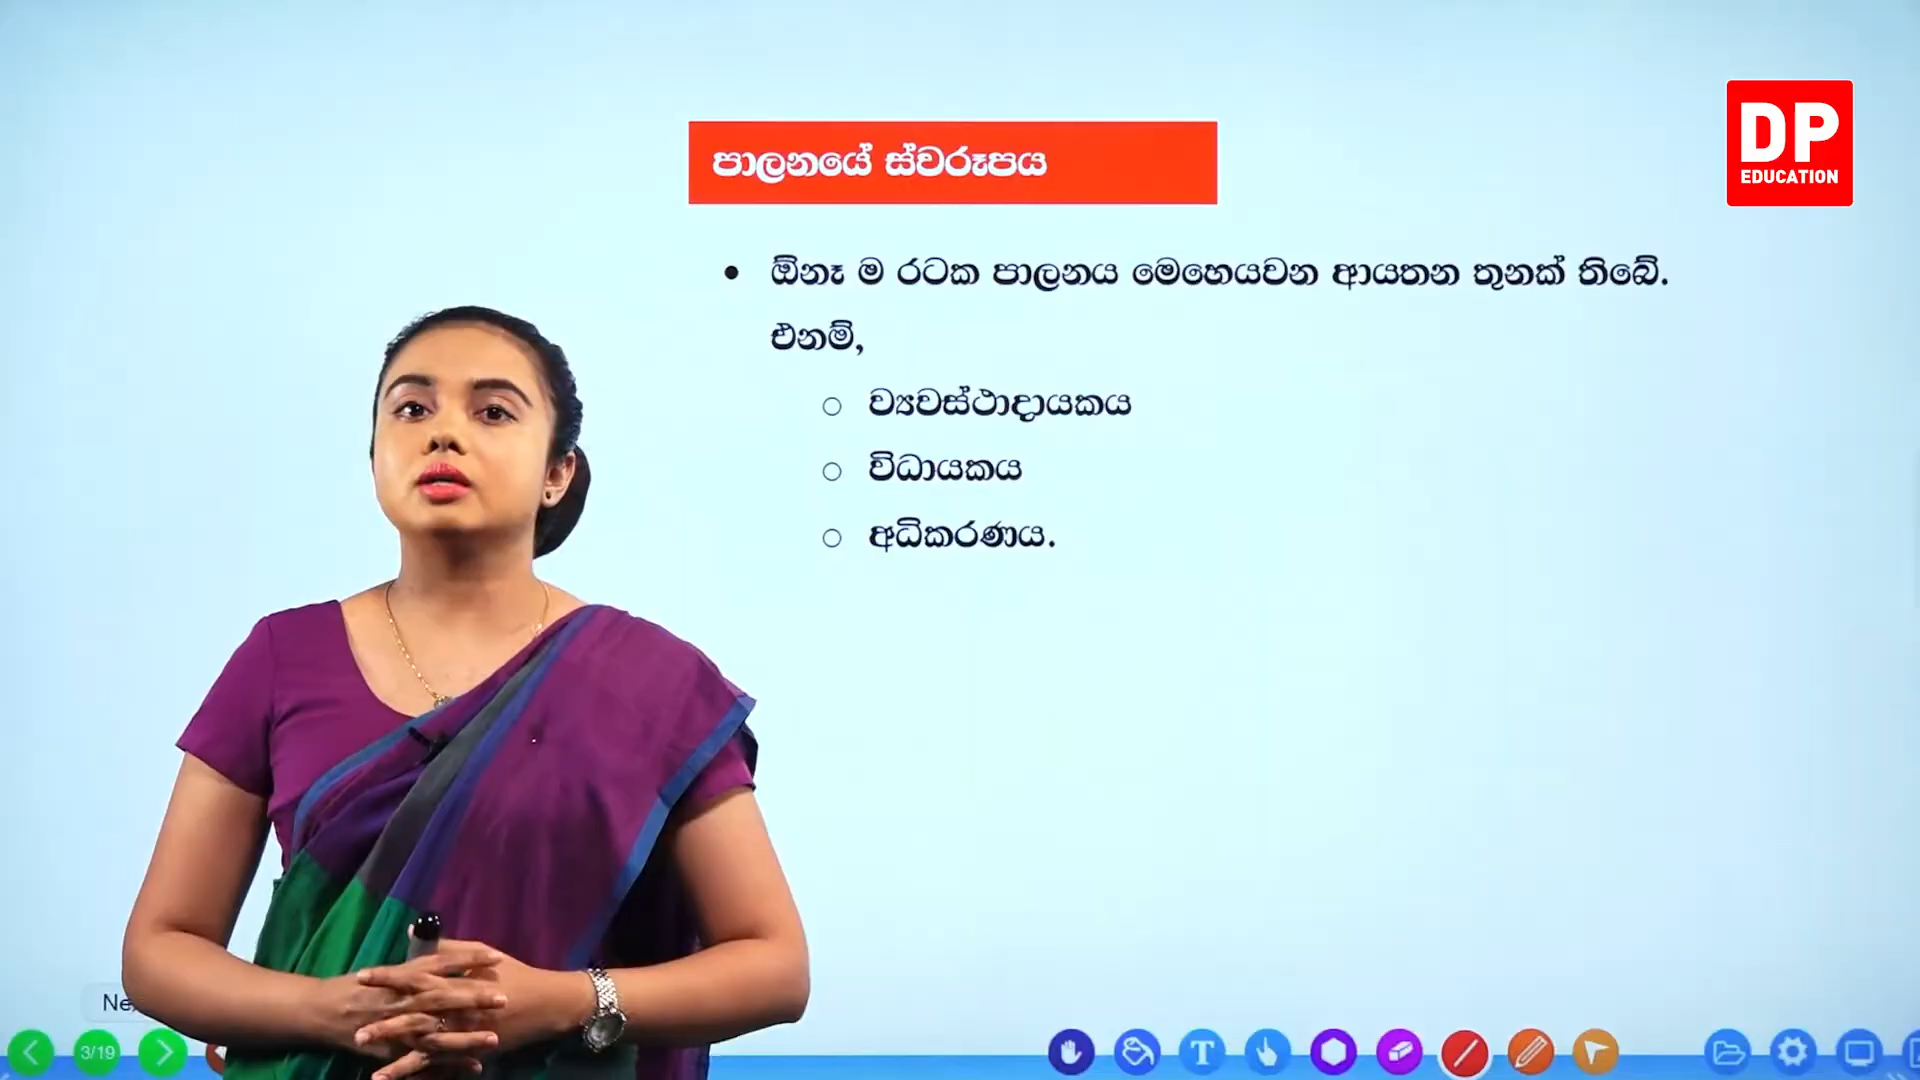 DP
EDUCATION
පාලනයේ ස්වරූපය
• ඕනෑ ම රටක පාලනය මෙහෙයවන ආයතන තුනක් තිබේ.
එනම්,
○ ව්‍යවස්ථාදායකය
○ විධායකය
○ අධිකරණය.
3/19
T